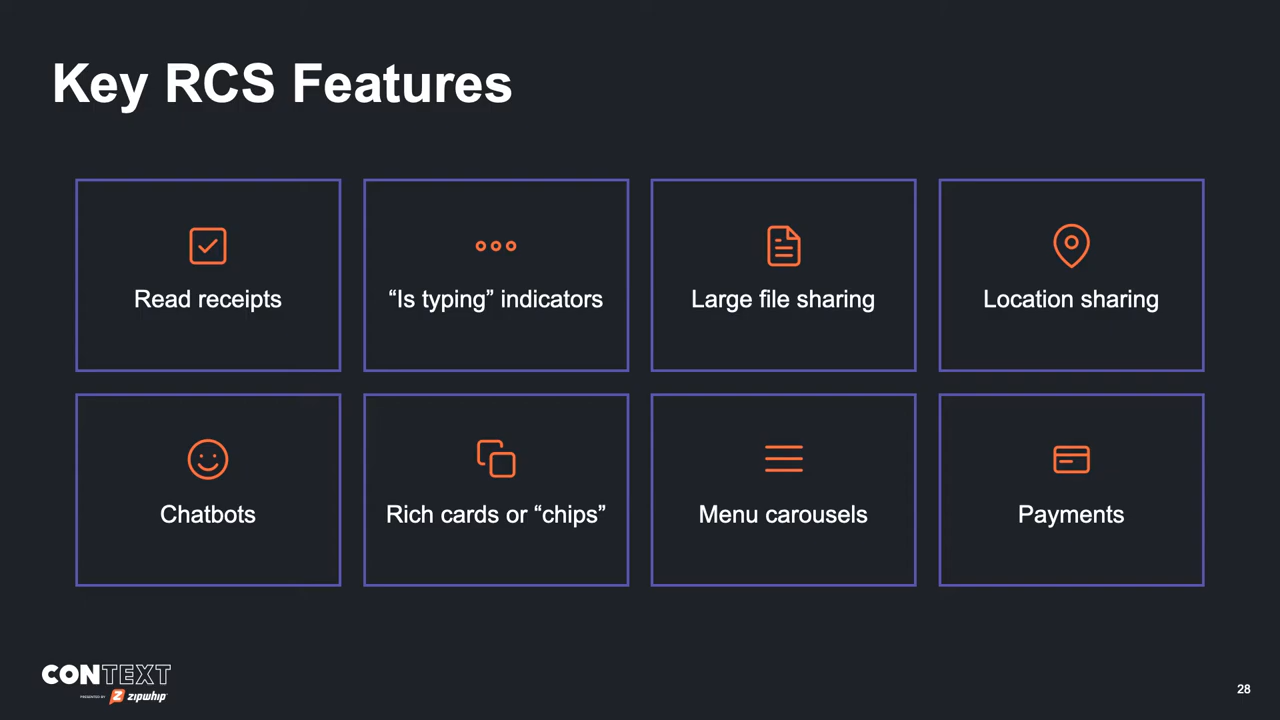 Key RCS Features
Read receipts
“Is typing” indicators
Large file sharing
Location sharing
Chatbots
Rich cards or “chips”
Menu carousels
Payments
CONTEXT
PRESENTED BY zipwhip
28